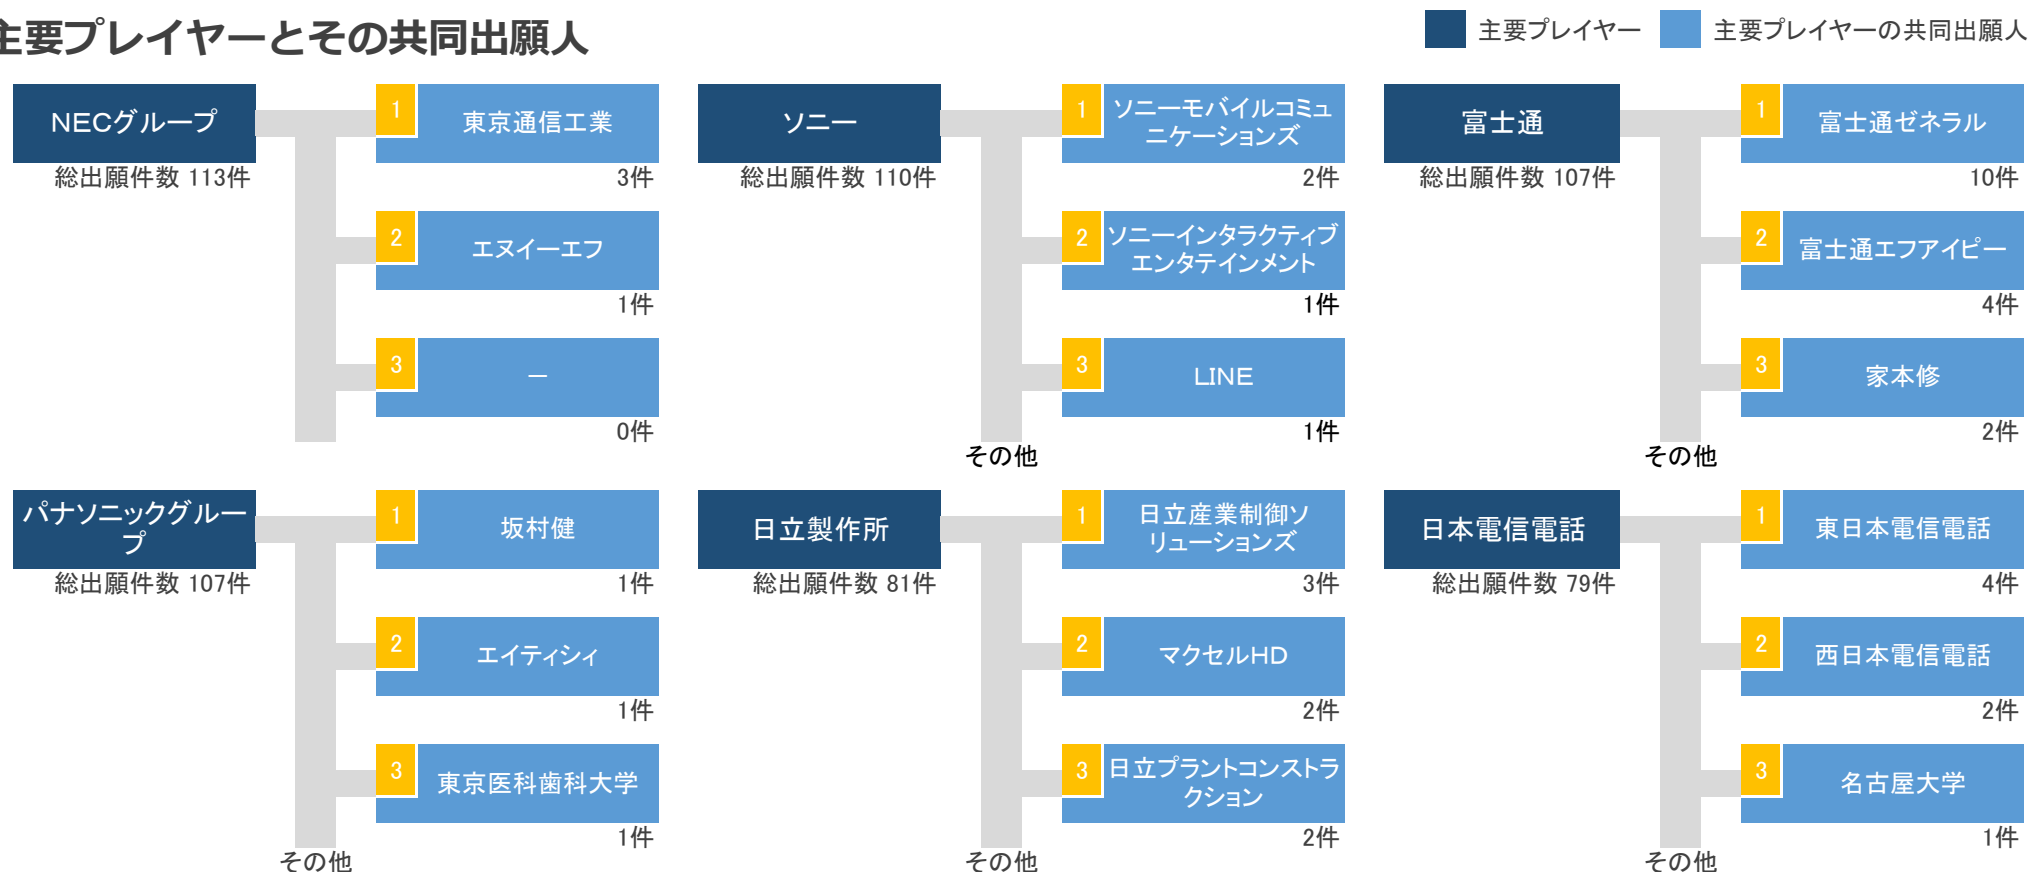 主要プレイヤーとその共同出願人
主要プレイヤー
主要プレイヤーの共同出願人
NECグループ
総出願件数 113件
1
東京通信工業
3件
2
エヌイーエフ
1件
3
－
0件
ソニー
総出願件数 110件
1
ソニーモバイルコミュ
ニケーションズ
2件
2
ソニーインタラクティブ
エンタテインメント
1件
3
LINE
1件
その他
富士通
総出願件数 107件
1
富士通ゼネラル
10件
2
富士通エフアイピー
4件
3
家本修
2件
その他
パナソニックグルー
プ
総出願件数 107件
1
坂村健
1件
2
エイティシィ
1件
3
東京医科歯科大学
1件
その他
日立製作所
総出願件数 81件
1
日立産業制御ソ
リューションズ
3件
2
マクセルHD
2件
3
日立プラントコンストラ
クション
2件
その他
日本電信電話
総出願件数 79件
1
東日本電信電話
4件
2
西日本電信電話
2件
3
名古屋大学
1件
その他